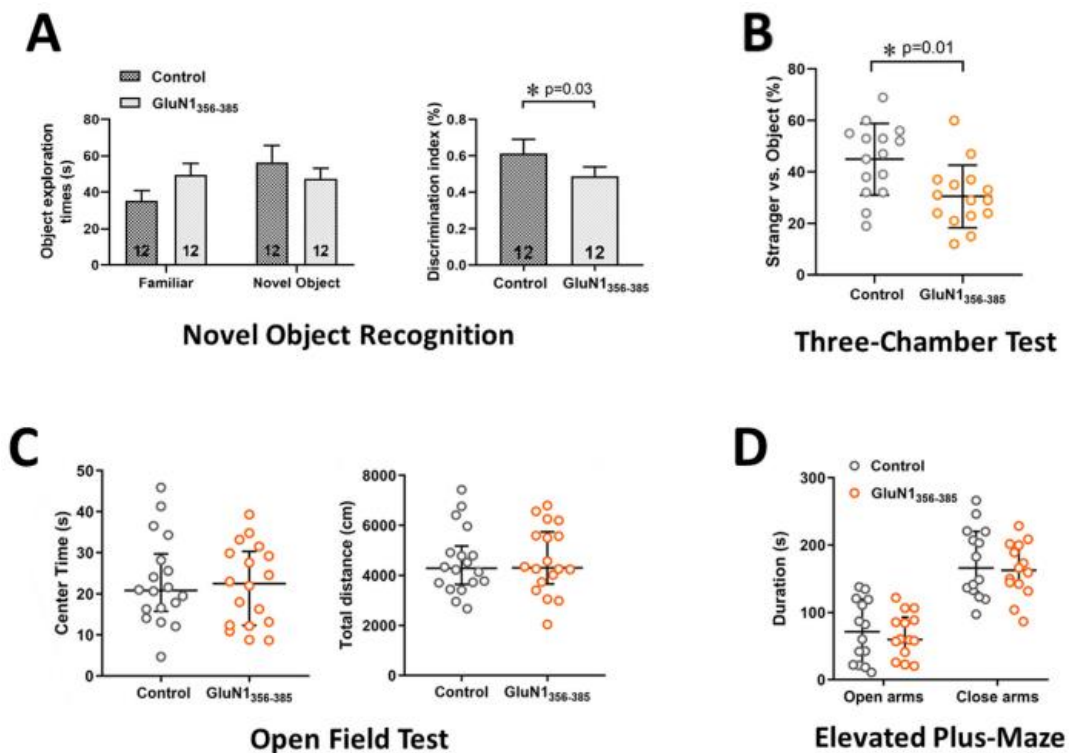 A
Control
GluN1356-385
Object exploration
times (s)
80
60
40
20
0
12
12
12
12
Familiar
Novel Object
Discrimination index (%)
* p=0.03
0.8
0.6
0.4
0.2
0.0
12
12
Control
GluN1356-385
Novel Object Recognition
B
* p=0.01
Stranger vs. Object (%)
80
60
40
20
0
Control
GluN1356-385
Three-Chamber Test
C
Center Time (s)
50
40
30
20
10
0
Control
GluN1356-385
Total distance (cm)
8000
6000
4000
2000
0
Control
GluN1356-385
Open Field Test
D
Control
GluN1356-385
Duration (s)
300
200
100
0
Open arms
Close arms
Elevated Plus-Maze